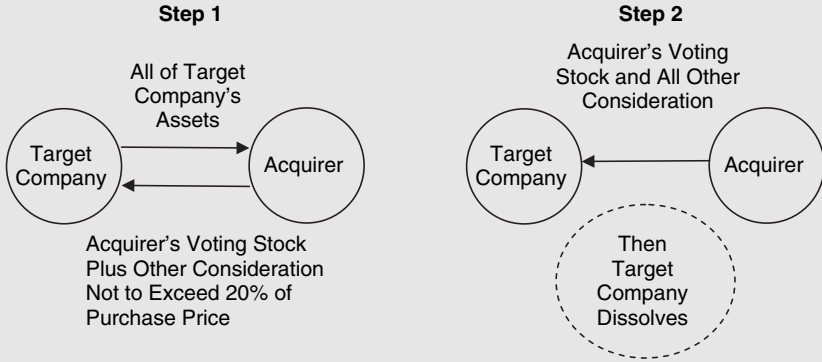 Step 1
All of Target
Company's
Assets
Target
Company
Acquirer
Acquirer's Voting Stock
Plus Other Consideration
Not to Exceed 20% of
Purchase Price
Step 2
Acquirer's Voting
Stock and All Other
Consideration
Target
Company
Acquirer
Then
Target
Company
Dissolves